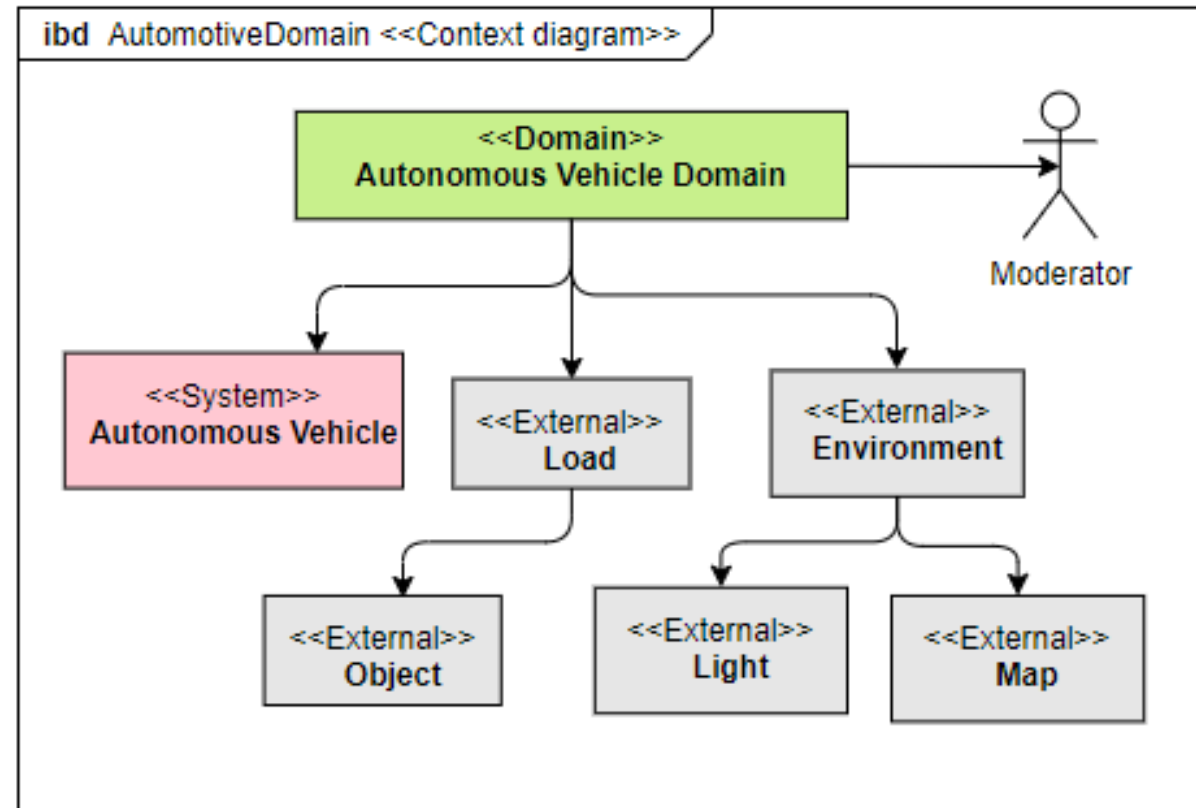 ibd AutomotiveDomain <<Context diagram>>
<<Domain>>
Autonomous Vehicle Domain
Moderator
<<System>>
Autonomous Vehicle
<<External>>
Load
<<External>>
Environment
<<External>>
Object
<<External>>
Light
<<External>>
Map